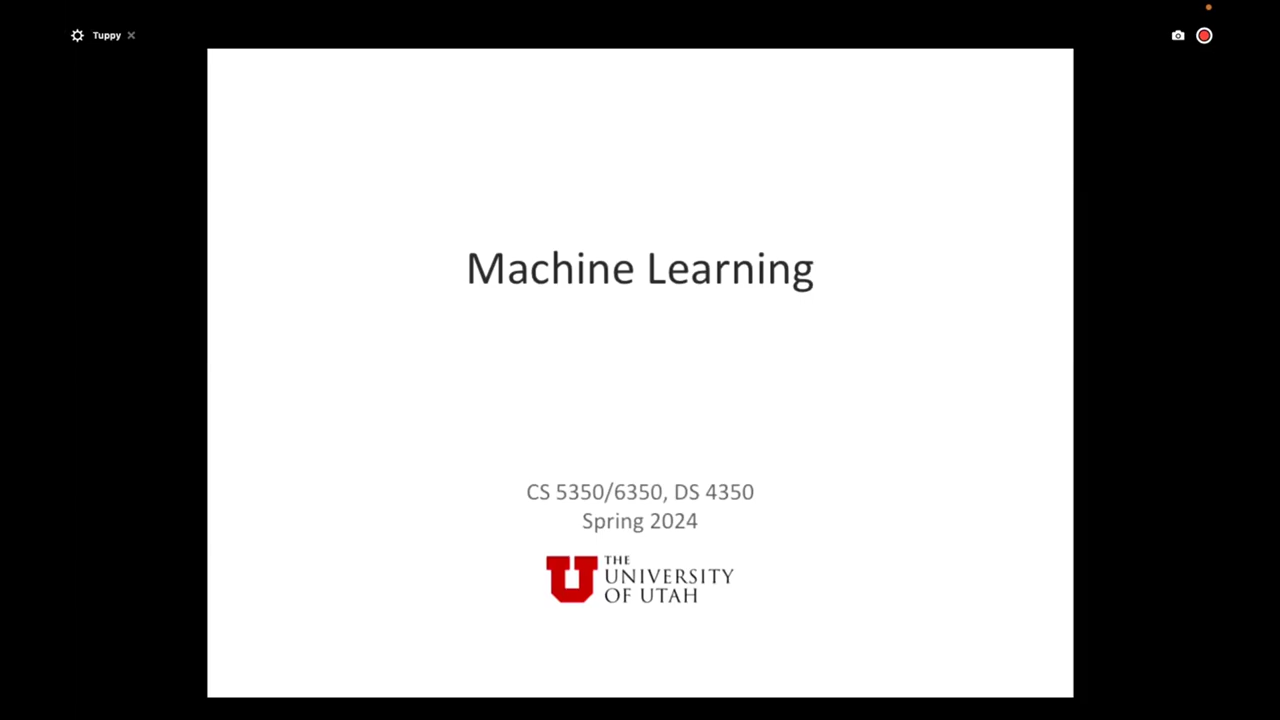 Tuppy
Machine Learning
CS 5350/6350, DS 4350
Spring 2024
THE
UNIVERSITY
OF UTAH